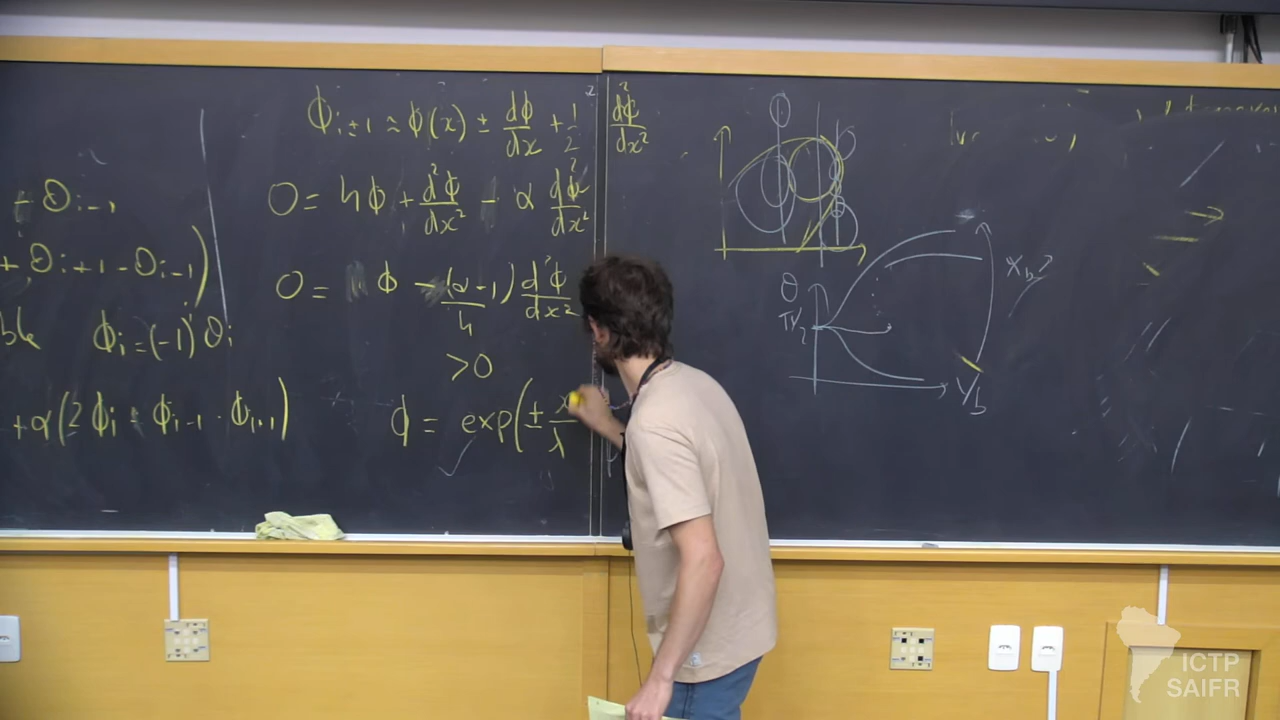 ϕᵢ±₁ ≈ ϕ(x) ± dϕ/dx + 1/2 d²ϕ/dx²
0 = 4ϕ + d²ϕ/dx² - α d²ϕ/dx²
0 = ϕ - (α-1)/4 d²ϕ/dx²
>0
ϕ = exp(± x/λ
- θᵢ₋₁
+ θᵢ₊₁ - θᵢ₋₁)
ϕᵢ = (-1)ⁱ θᵢ
+α(2ϕᵢ - ϕᵢ₋₁ - ϕᵢ₊₁)
θ
π/2
x_b?
y_b
ICTP
SAIFR